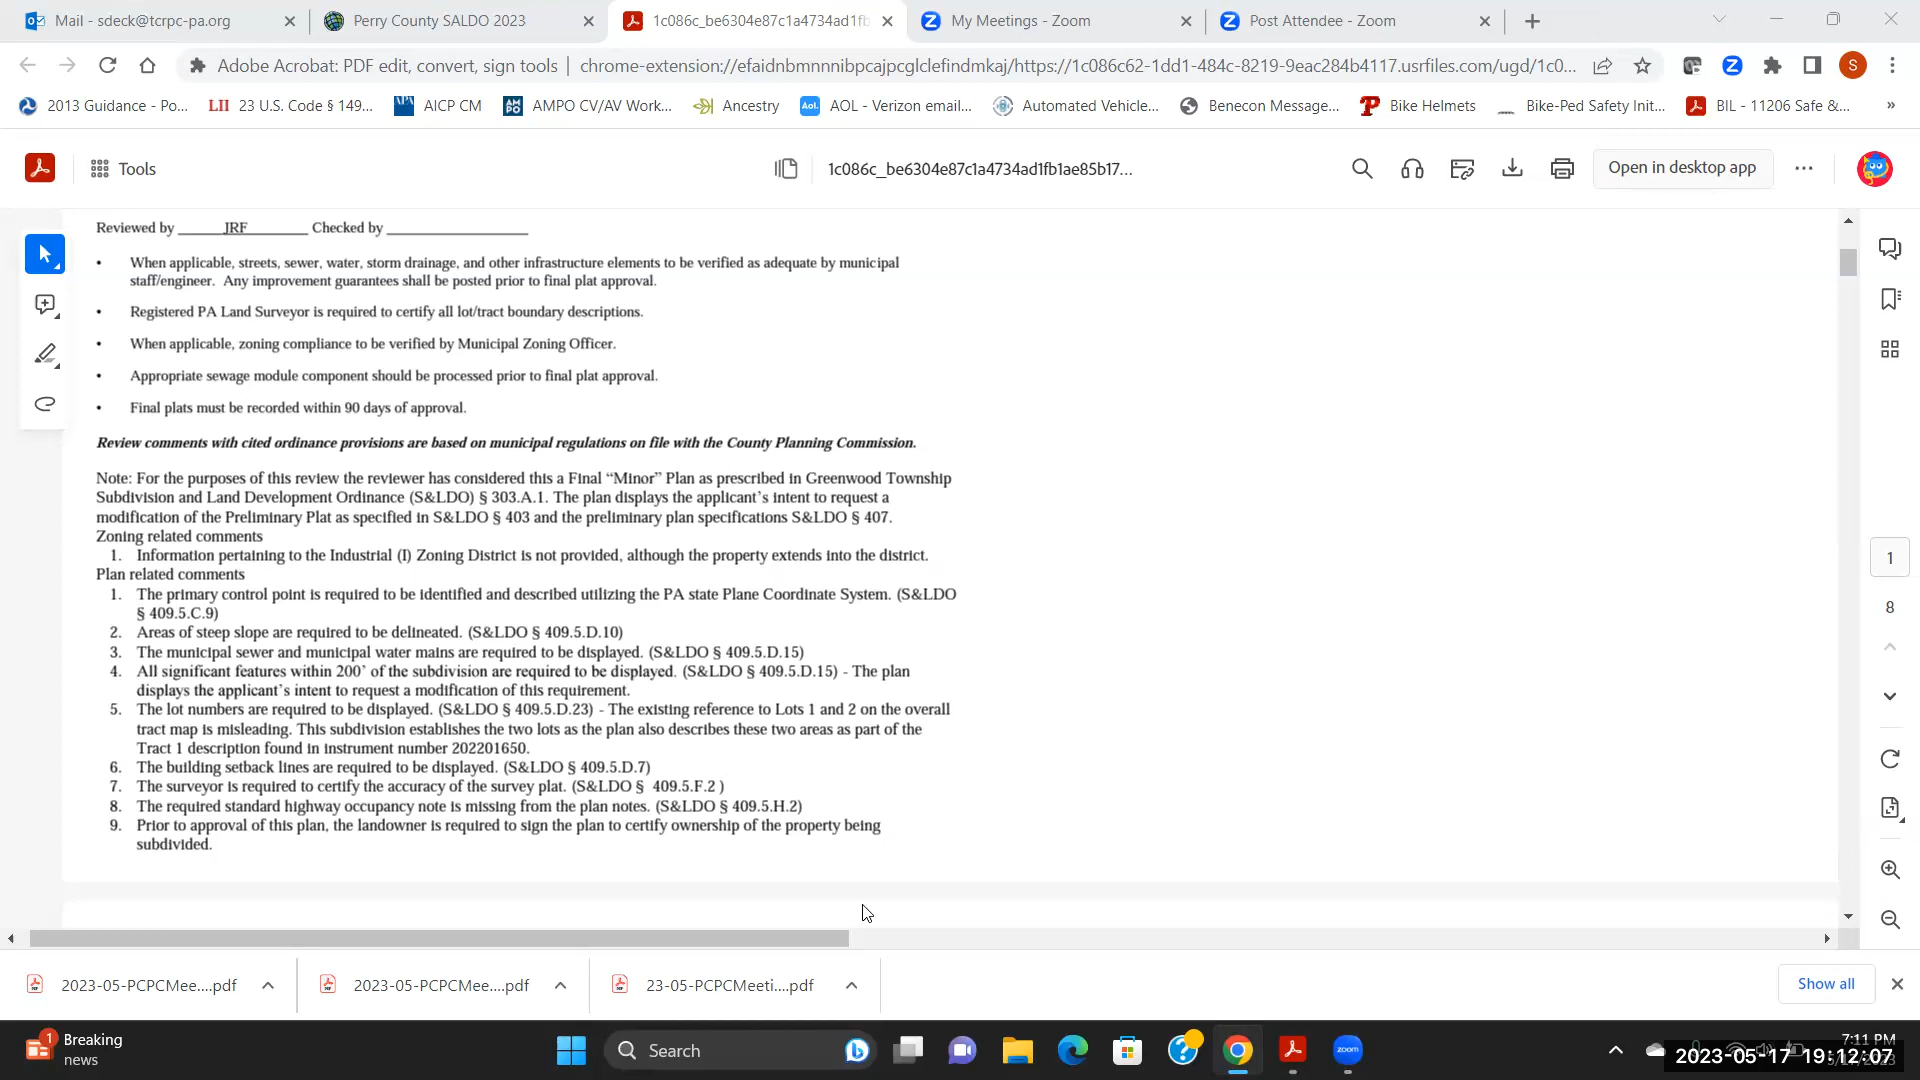 Mail - sdeck@tcrpc-pa.org
Perry County SALDO 2023
1c086c_be6304e87c1a4734ad1fb
My Meetings - Zoom
Post Attendee - Zoom
Adobe Acrobat: PDF edit, convert, sign tools | chrome-extension://efaidnbmnnnibpcajpcglclefindmkaj/https://1c086c62-1dd1-484c-8219-9eac284b4117.usrfiles.com/ugd/1c0...
S
2013 Guidance - Po...
LII 23 U.S. Code § 149...
AICP CM
AMPO CV/AV Work...
Ancestry
Aol. AOL - Verizon email...
Automated Vehicle...
Benecon Message...
Bike Helmets
Bike-Ped Safety Init...
BIL - 11206 Safe &...
»
Tools
1c086c_be6304e87c1a4734ad1fb1ae85b17...
Open in desktop app
Reviewed by ______JRF________ Checked by ____________________
• When applicable, streets, sewer, water, storm drainage, and other infrastructure elements to be verified as adequate by municipal
staff/engineer. Any improvement guarantees shall be posted prior to final plat approval.
• Registered PA Land Surveyor is required to certify all lot/tract boundary descriptions.
• When applicable, zoning compliance to be verified by Municipal Zoning Officer.
• Appropriate sewage module component should be processed prior to final plat approval.
• Final plats must be recorded within 90 days of approval.
Review comments with cited ordinance provisions are based on municipal regulations on file with the County Planning Commission.
Note: For the purposes of this review the reviewer has considered this a Final “Minor” Plan as prescribed in Greenwood Township
Subdivision and Land Development Ordinance (S&LDO) § 303.A.1. The plan displays the applicant’s intent to request a
modification of the Preliminary Plat as specified in S&LDO § 403 and the preliminary plan specifications S&LDO § 407.
Zoning related comments
1. Information pertaining to the Industrial (I) Zoning District is not provided, although the property extends into the district.
Plan related comments
1. The primary control point is required to be identified and described utilizing the PA state Plane Coordinate System. (S&LDO
§ 409.5.C.9)
2. Areas of steep slope are required to be delineated. (S&LDO § 409.5.D.10)
3. The municipal sewer and municipal water mains are required to be displayed. (S&LDO § 409.5.D.15)
4. All significant features within 200’ of the subdivision are required to be displayed. (S&LDO § 409.5.D.15) - The plan
displays the applicant’s intent to request a modification of this requirement.
5. The lot numbers are required to be displayed. (S&LDO § 409.5.D.23) - The existing reference to Lots 1 and 2 on the overall
tract map is misleading. This subdivision establishes the two lots as the plan also describes these two areas as part of the
Tract 1 description found in instrument number 202201650.
6. The building setback lines are required to be displayed. (S&LDO § 409.5.D.7)
7. The surveyor is required to certify the accuracy of the survey plat. (S&LDO § 409.5.F.2 )
8. The required standard highway occupancy note is missing from the plan notes. (S&LDO § 409.5.H.2)
9. Prior to approval of this plan, the landowner is required to sign the plan to certify ownership of the property being
subdivided.
1
8
2023-05-PCPCMee....pdf
2023-05-PCPCMee....pdf
23-05-PCPCMeeti....pdf
Show all
1
Breaking
news
Search
zoom
7:11 PM
2023-05-17 19:12:07